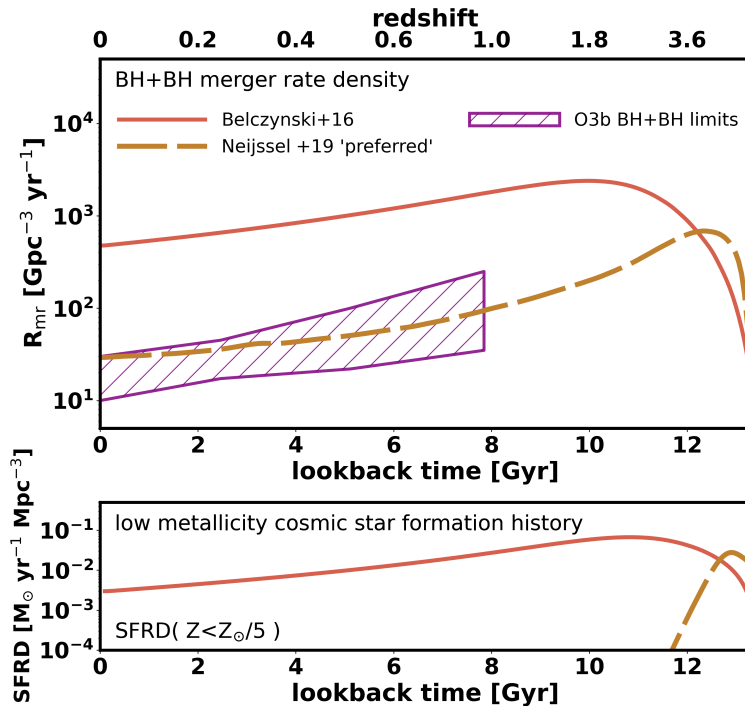 redshift
0 0.2 0.4 0.6 1.0 1.8 3.6
BH+BH merger rate density
Belczynski+16
Neijssel +19 'preferred'
O3b BH+BH limits
R_mr [Gpc⁻³ yr⁻¹]
10⁴
10³
10²
10¹
0 2 4 6 8 10 12
lookback time [Gyr]
low metallicity cosmic star formation history
SFRD( Z<Z_⊙/5 )
SFRD [M_⊙ yr⁻¹ Mpc⁻³]
10⁻¹
10⁻²
10⁻³
10⁻⁴
0 2 4 6 8 10 12
lookback time [Gyr]